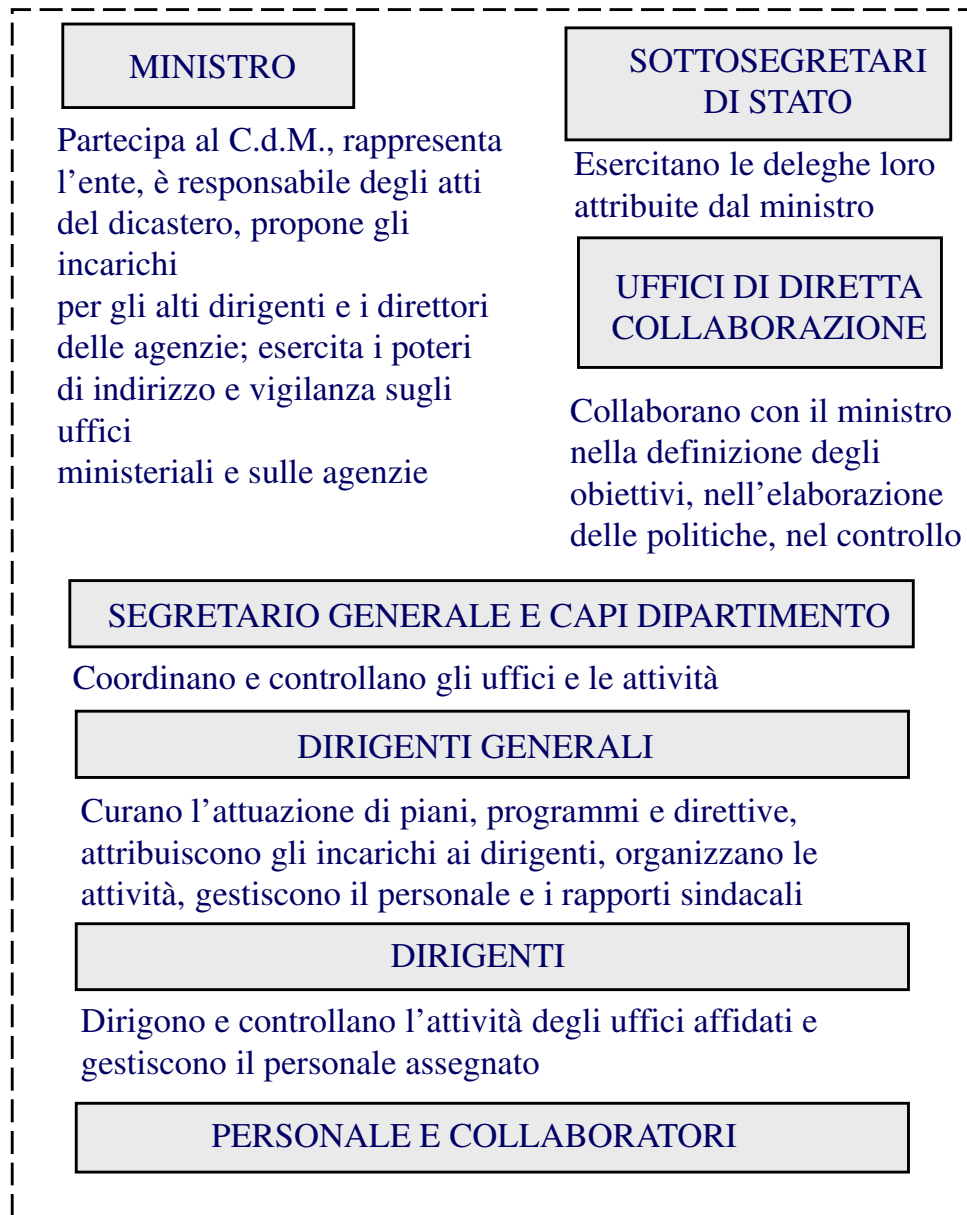 MINISTRO
Partecipa al C.d.M., rappresenta
l’ente, è responsabile degli atti
del dicastero, propone gli
incarichi
per gli alti dirigenti e i direttori
delle agenzie; esercita i poteri
di indirizzo e vigilanza sugli
uffici
ministeriali e sulle agenzie
SOTTOSEGRETARI
DI STATO
Esercitano le deleghe loro
attribuite dal ministro
UFFICI DI DIRETTA
COLLABORAZIONE
Collaborano con il ministro
nella definizione degli
obiettivi, nell’elaborazione
delle politiche, nel controllo
SEGRETARIO GENERALE E CAPI DIPARTIMENTO
Coordinano e controllano gli uffici e le attività
DIRIGENTI GENERALI
Curano l’attuazione di piani, programmi e direttive,
attribuiscono gli incarichi ai dirigenti, organizzano le
attività, gestiscono il personale e i rapporti sindacali
DIRIGENTI
Dirigono e controllano l’attività degli uffici affidati e
gestiscono il personale assegnato
PERSONALE E COLLABORATORI